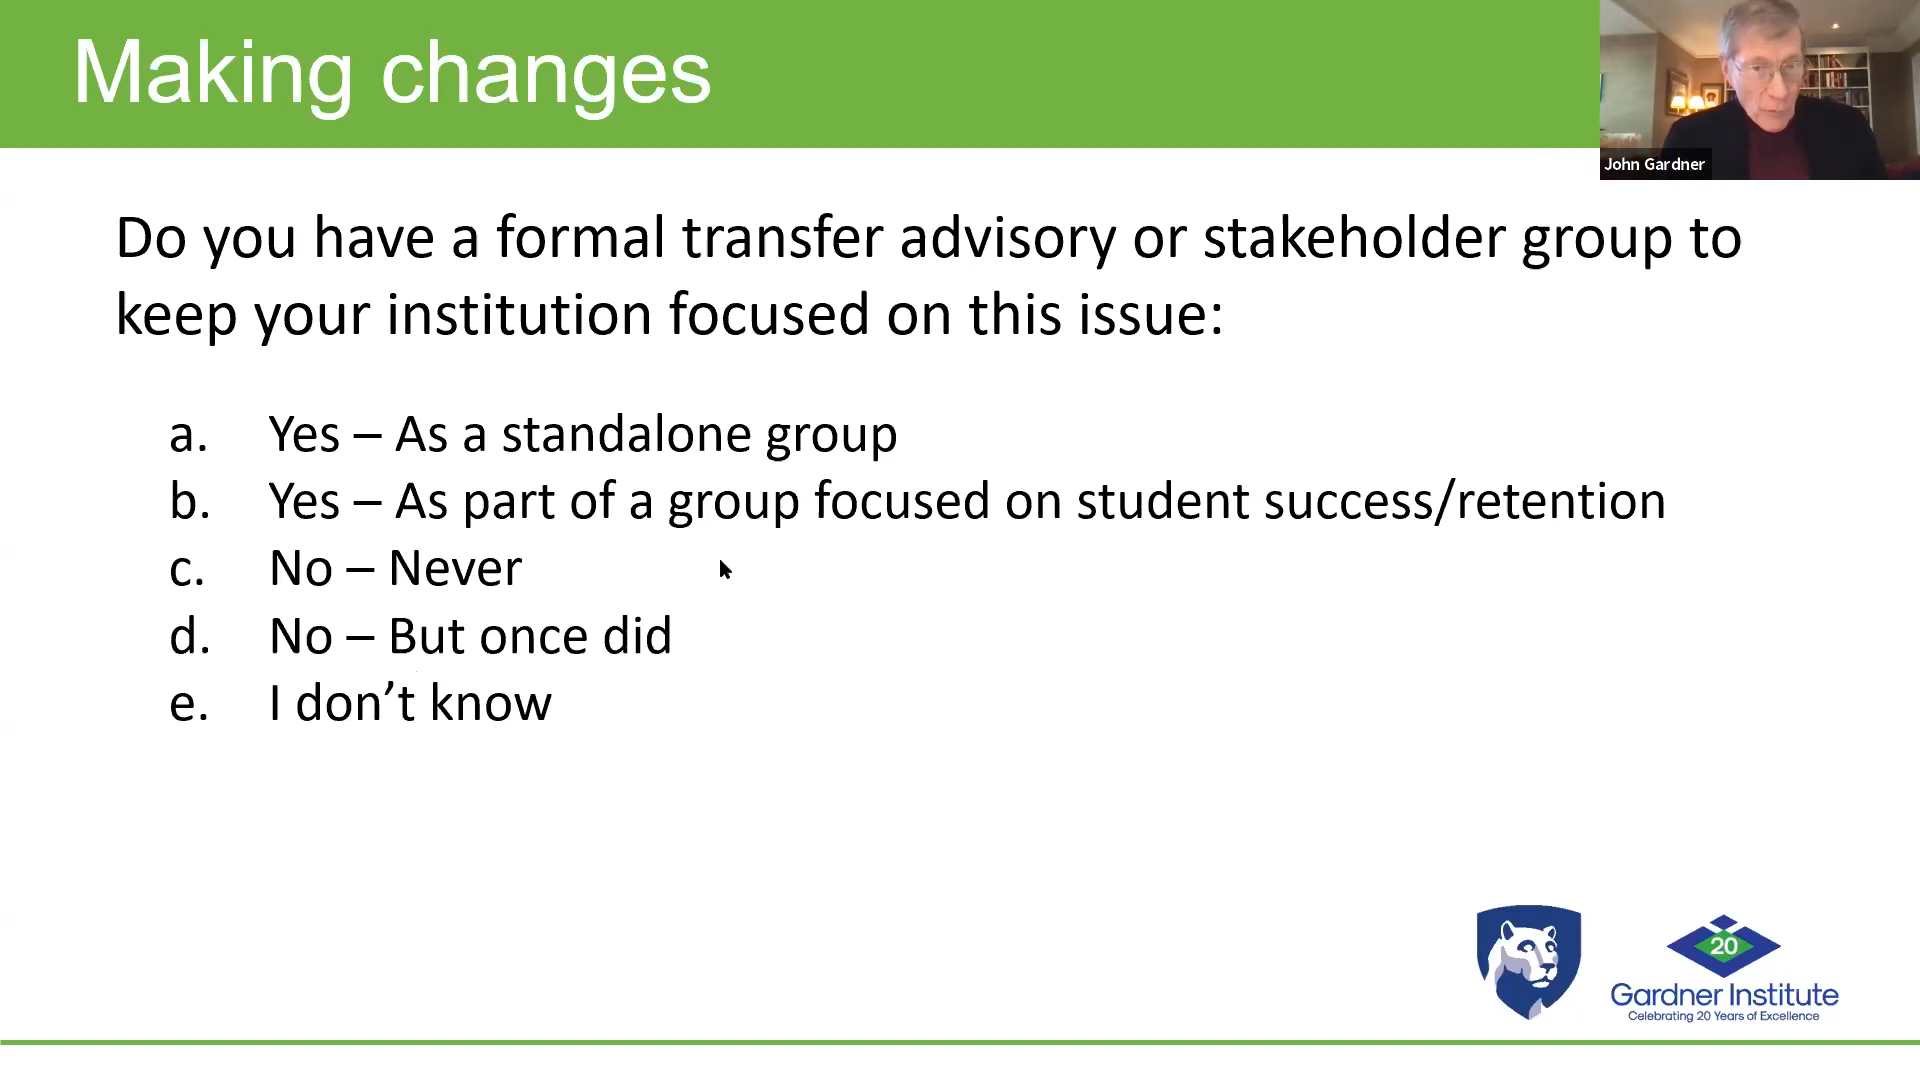 Making changes
John Gardner
Do you have a formal transfer advisory or stakeholder group to
keep your institution focused on this issue:
a. Yes – As a standalone group
b. Yes – As part of a group focused on student success/retention
c. No – Never
d. No – But once did
e. I don’t know
20
Gardner Institute
Celebrating 20 Years of Excellence